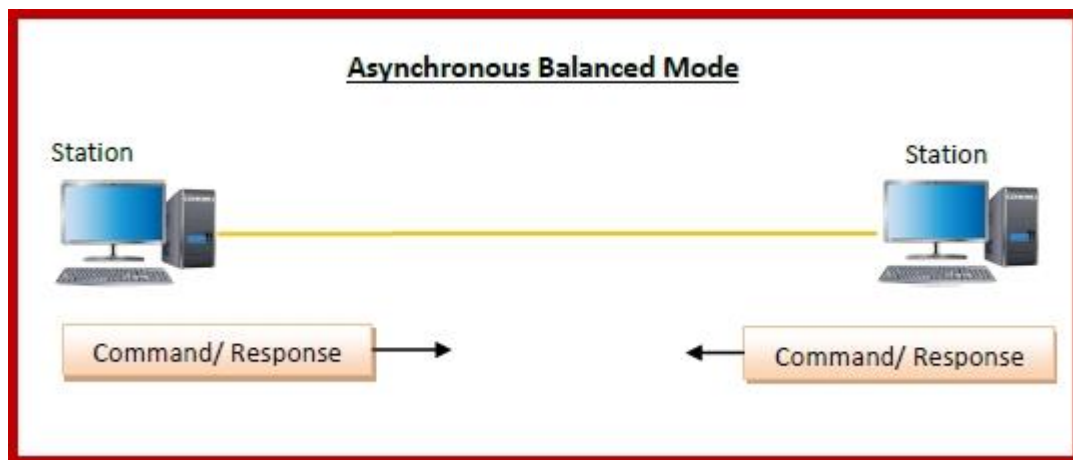 Asynchronous Balanced Mode
Station
Station
Command/ Response
Command/ Response